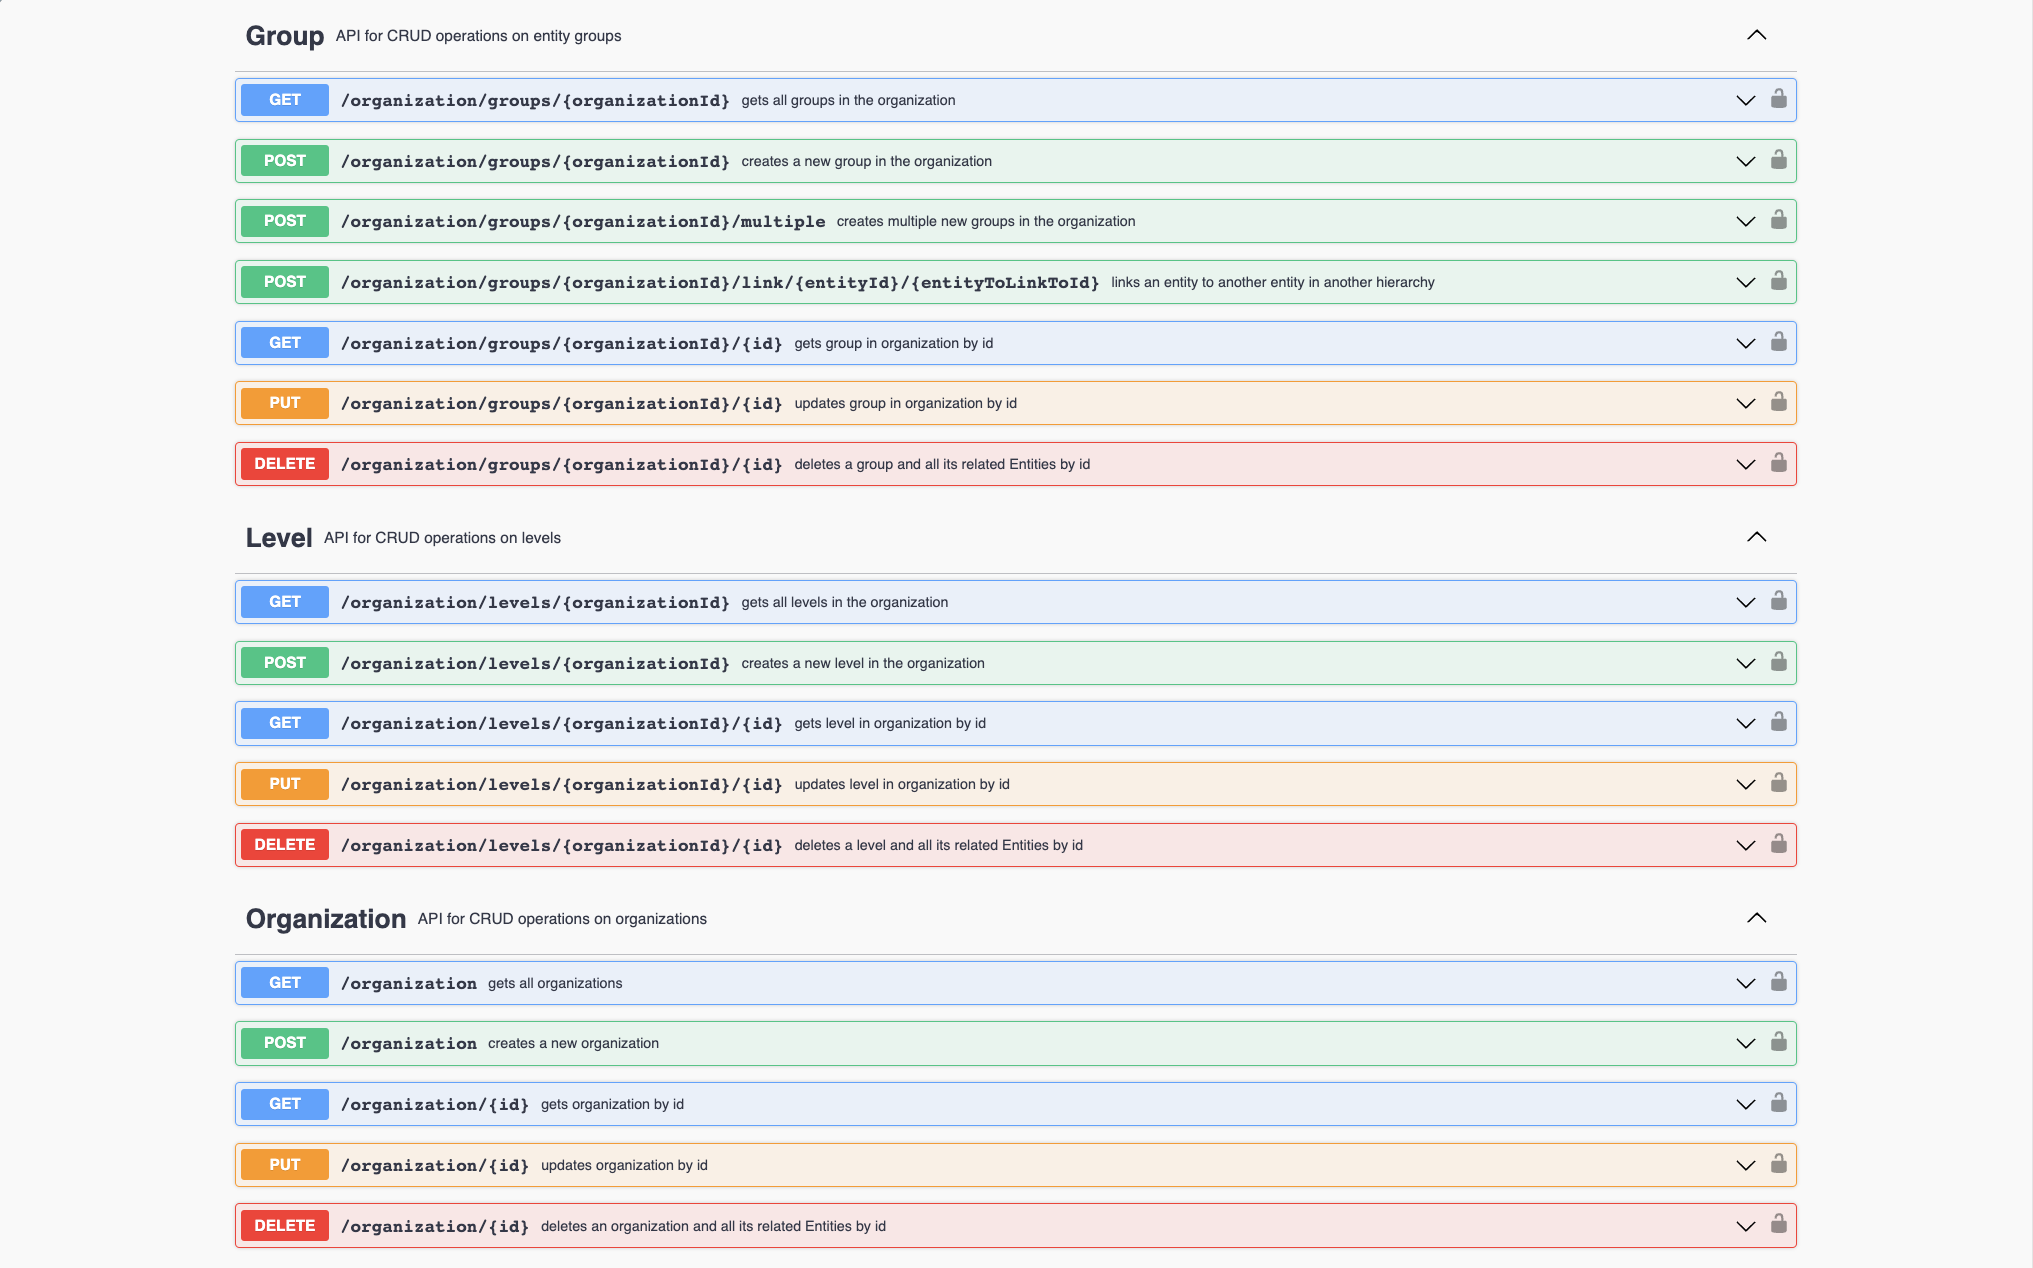 Group API for CRUD operations on entity groups
GET /organization/groups/{organizationId} gets all groups in the organization
POST /organization/groups/{organizationId} creates a new group in the organization
POST /organization/groups/{organizationId}/multiple creates multiple new groups in the organization
POST /organization/groups/{organizationId}/link/{entityId}/{entityToLinkToId} links an entity to another entity in another hierarchy
GET /organization/groups/{organizationId}/{id} gets group in organization by id
PUT /organization/groups/{organizationId}/{id} updates group in organization by id
DELETE /organization/groups/{organizationId}/{id} deletes a group and all its related Entities by id
Level API for CRUD operations on levels
GET /organization/levels/{organizationId} gets all levels in the organization
POST /organization/levels/{organizationId} creates a new level in the organization
GET /organization/levels/{organizationId}/{id} gets level in organization by id
PUT /organization/levels/{organizationId}/{id} updates level in organization by id
DELETE /organization/levels/{organizationId}/{id} deletes a level and all its related Entities by id
Organization API for CRUD operations on organizations
GET /organization gets all organizations
POST /organization creates a new organization
GET /organization/{id} gets organization by id
PUT /organization/{id} updates organization by id
DELETE /organization/{id} deletes an organization and all its related Entities by id